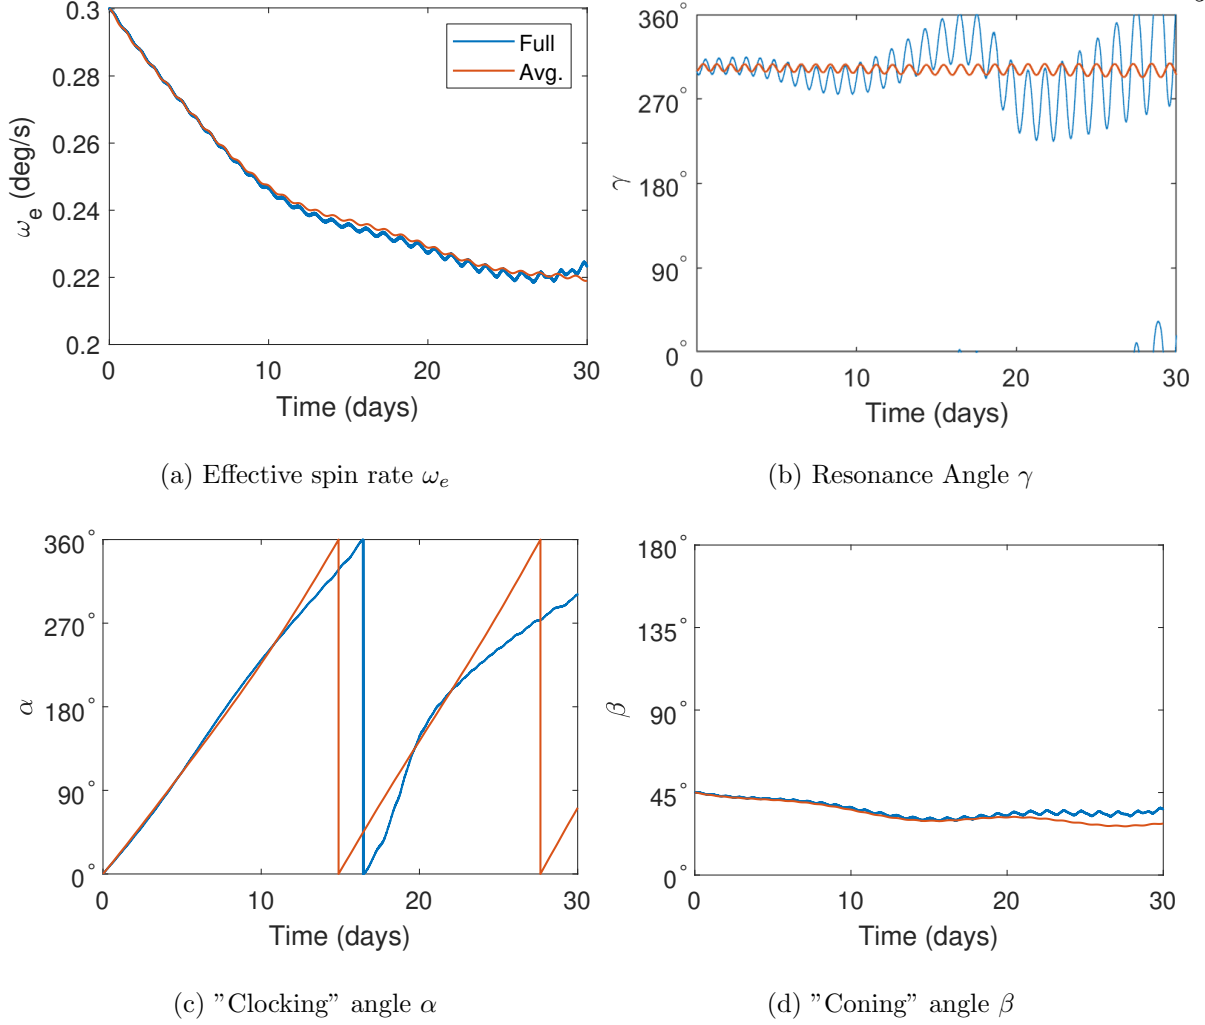 g
0.3
0.28
0.26
0.24
0.22
0.2
ωe (deg/s)
Full
Avg.
0
10
20
30
Time (days)
(a) Effective spin rate ωe
360°
270°
180°
90°
0°
γ
0
10
20
30
Time (days)
(b) Resonance Angle γ
360°
270°
180°
90°
0°
α
0
10
20
30
Time (days)
(c) ”Clocking” angle α
180°
135°
90°
45°
0°
β
0
10
20
30
Time (days)
(d) ”Coning” angle β